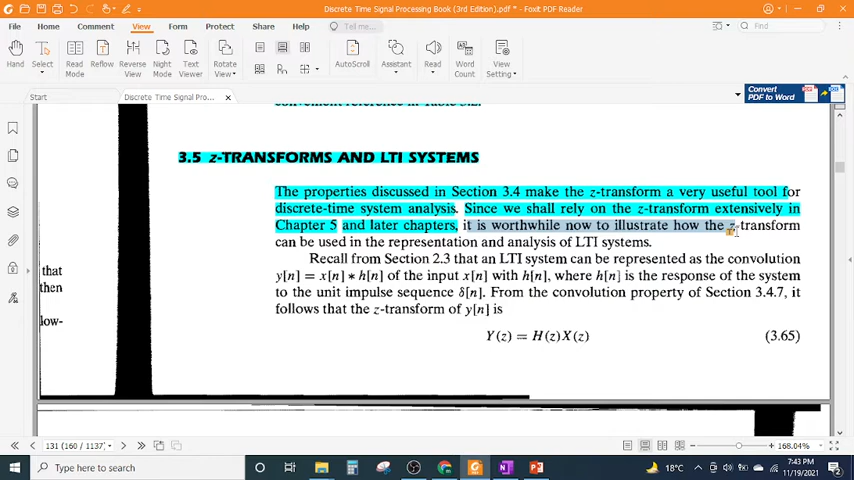 Discrete Time Signal Processing Book (3rd Edition).pdf * - Foxit PDF Reader
File Home Edit Comment View Form Protect Share Help Tell me... Find
Hand Select Read Mode Reflow Reverse View Night Mode Text Viewer Rotate View AutoScroll Assistant Read Word Count View Setting
Start Discrete Time Signal Pro...
Convert PDF to Word
3.5 z-TRANSFORMS AND LTI SYSTEMS
The properties discussed in Section 3.4 make the z-transform a very useful tool for
discrete-time system analysis. Since we shall rely on the z-transform extensively in
Chapter 5 and later chapters, it is worthwhile now to illustrate how the z-transform
can be used in the representation and analysis of LTI systems.
Recall from Section 2.3 that an LTI system can be represented as the convolution
y[n] = x[n] * h[n] of the input x[n] with h[n], where h[n] is the response of the system
to the unit impulse sequence δ[n]. From the convolution property of Section 3.4.7, it
follows that the z-transform of y[n] is
Y(z) = H(z)X(z) (3.65)
that
then
low-
131 (160 / 1137)
168.04%
Type here to search
18°C
7:43 PM
11/19/2021